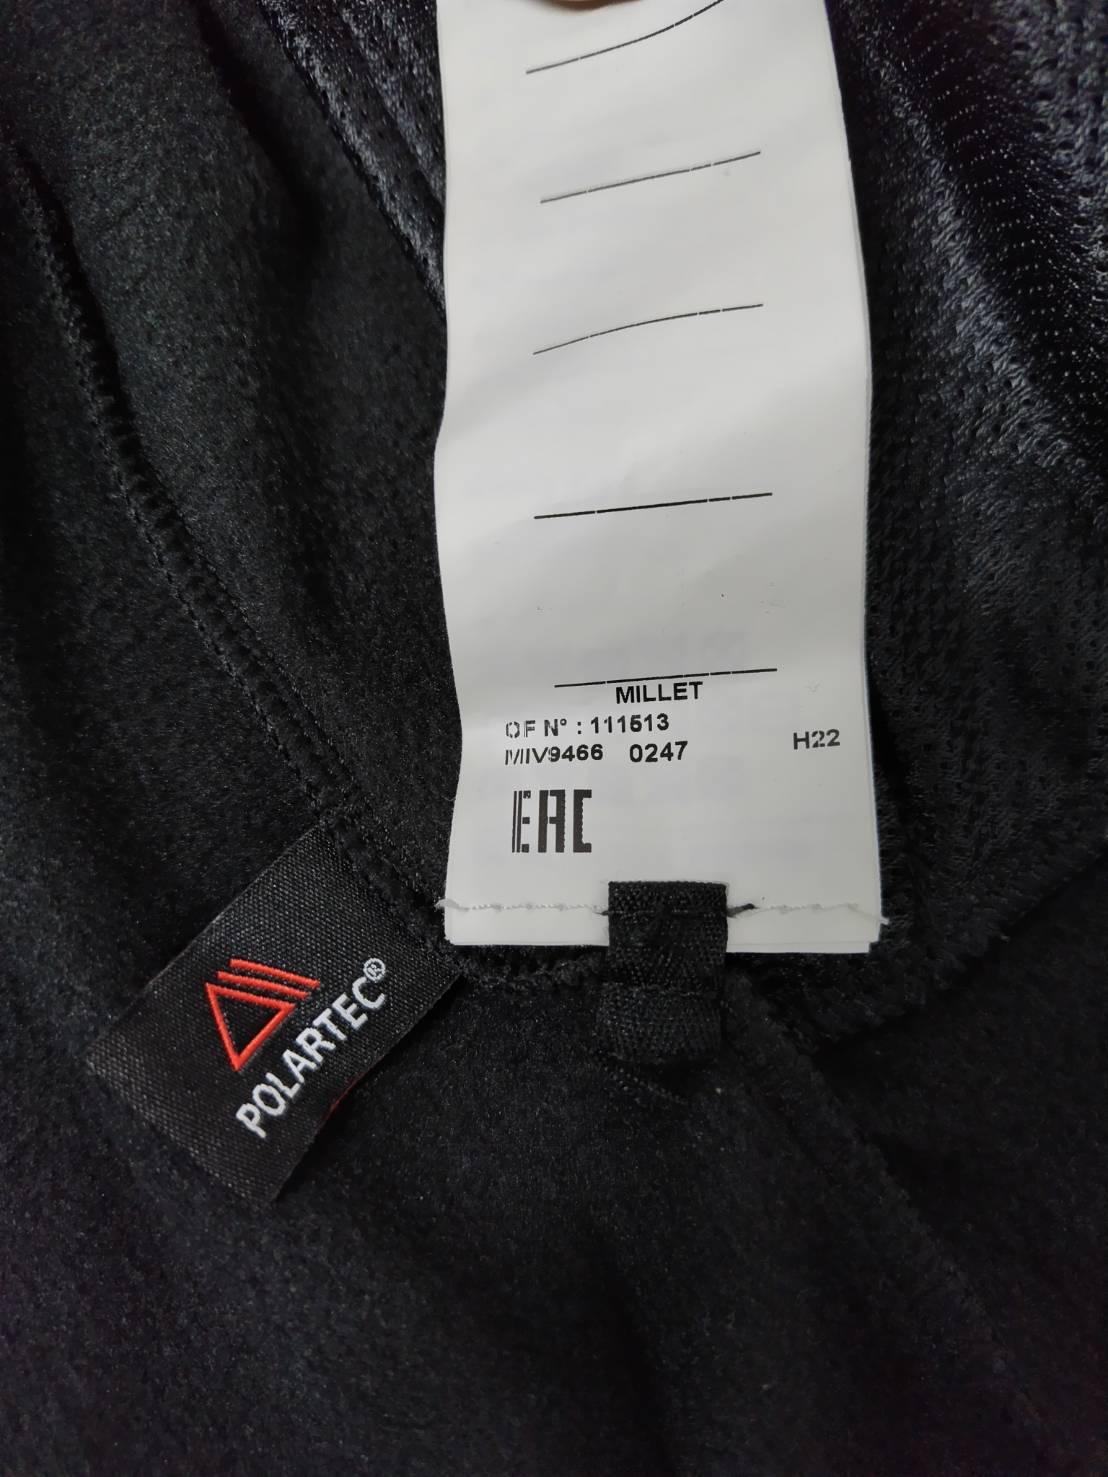 MILLET
OF N° : 111513
MIV9466 0247 H22
EAC
POLARTEC®